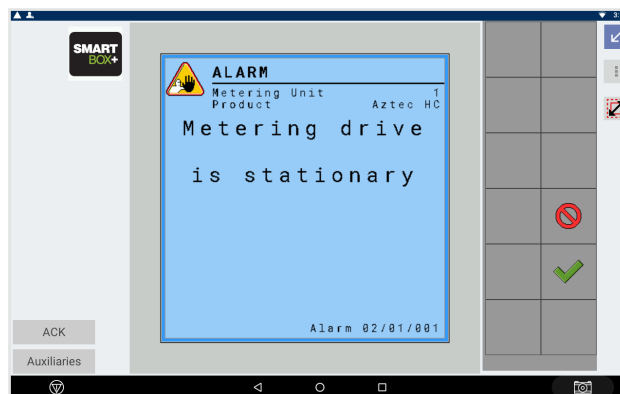 SMART
BOX+
ALARM
Metering Unit 1
Product Aztec HC
Metering drive
is stationary
Alarm 02/01/001
ACK
Auxiliaries